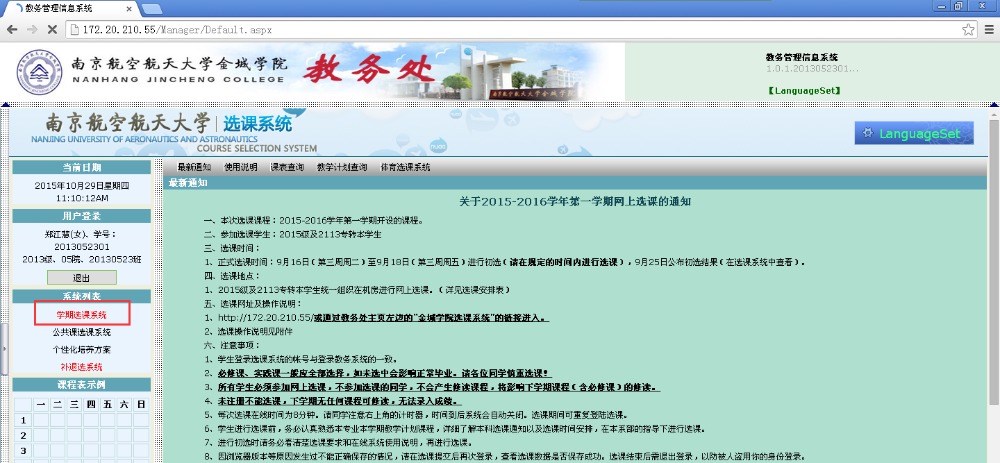 教务管理信息系统
172.20.210.55/Manager/Default.aspx
南京航空航天大学金城学院
NANHANG JINCHENG COLLEGE
教务处
南京航空航天大学金城学院
教务管理信息系统
1.0.1.2013052301...
【LanguageSet】
南京航空航天大学 选课系统
NANJING UNIVERSITY OF AERONAUTICS AND ASTRONAUTICS
COURSE SELECTION SYSTEM
nuaa
LanguageSet
当前日期
2015年10月29日星期四
11:10:12AM
用户登录
郑江慧(女)、学号：
2013052301
2013级、05院、20130523班
退出
系统列表
学期选课系统
公共课选课系统
个性化培养方案
补退选系统
课程表示例
一 二 三 四 五 六 日
1
2
3
最新通知 使用说明 课表查询 教学计划查询 体育选课系统
最新通知
关于2015-2016学年第一学期网上选课的通知
一、本次选课课程：2015-2016学年第一学期开设的课程。
二、参加选课学生：2015级及2113专转本学生
三、选课时间：
1、正式选课时间：9月16日（第三周周二）至9月18日（第三周周五）进行初选（请在规定的时间内进行选课），9月25日公布初选结果（在选课系统中查看）。
四、选课地点：
1、2015级及2113专转本学生统一组织在机房进行网上选课。（详见选课安排表）
五、选课网址及操作说明：
1、http://172.20.210.55/或通过教务处主页左边的"金城学院选课系统"的链接进入。
2、选课操作说明见附件
六、注意事项：
1、学生登录选课系统的帐号与登录教务系统的一致。
2、必修课、实践课一般应全部选择，如未选中会影响正常毕业。请各位同学慎重选课！
3、所有学生必须参加网上选课，不参加选课的同学，不会产生修读课程，将影响下学期课程（含必修课）的修读。
4、未注册不能选课，下学期无任何课程可修读，无法录入成绩。
5、每次选课在线时间为8分钟。请同学注意右上角的计时器，时间到后系统会自动关闭。选课期间可重复登陆选课。
6、学生进行选课前，务必认真熟悉本专业本学期教学计划课程，详细了解本科选课通知以及选课时间安排，在本系部的指导下进行选课。
7、进行初选时请务必看清楚选课要求和在线系统使用说明，再进行选课。
8、因浏览器版本等原因发生过不能正确保存的情况，请在选课提交后再次登录，查看选课数据是否保存成功。选课结束后需退出登录，以防被人盗用你的身份登录。